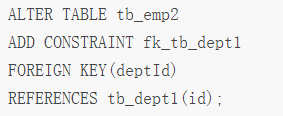 ALTER TABLE tb_emp2
ADD CONSTRAINT fk_tb_dept1
FOREIGN KEY(deptId)
REFERENCES tb_dept1(id);